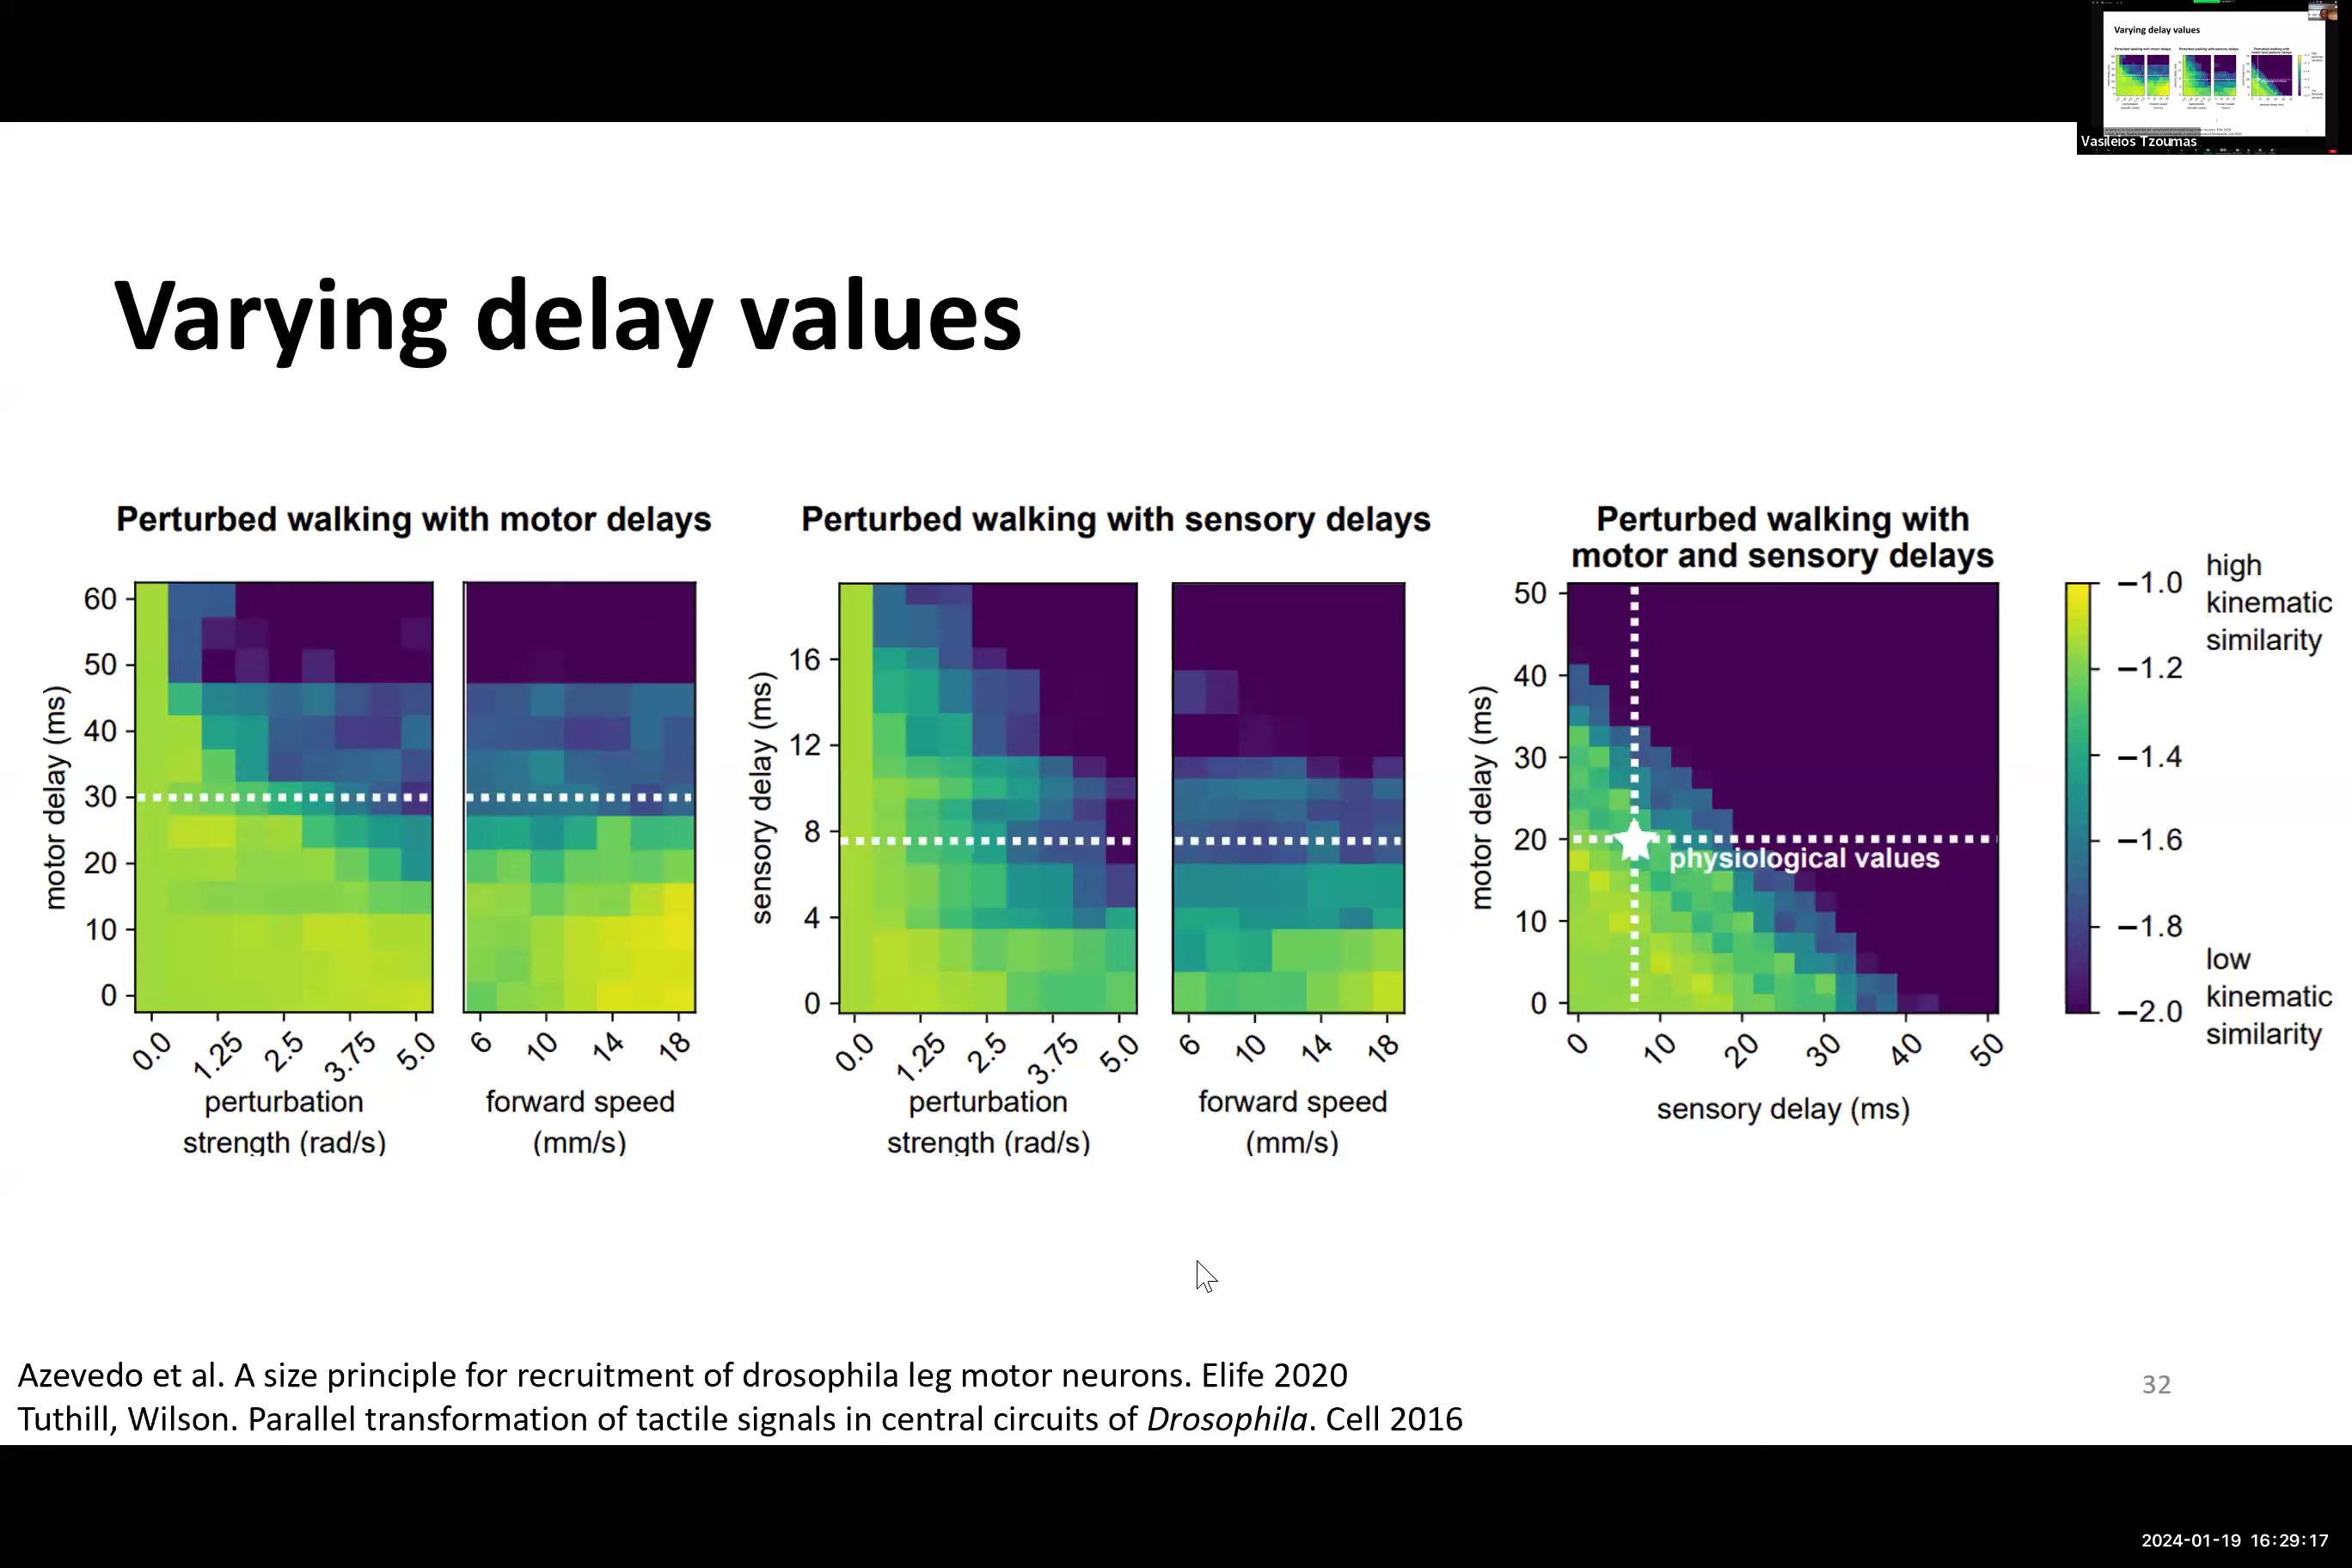 Varying delay values
Vasileios Tzoumas
Varying delay values
Perturbed walking with motor delays
motor delay (ms)
60
50
40
30
20
10
0
0.0
1.25
2.5
3.75
5.0
perturbation
strength (rad/s)
6
10
14
18
forward speed
(mm/s)
Perturbed walking with sensory delays
sensory delay (ms)
16
12
8
4
0
0.0
1.25
2.5
3.75
5.0
perturbation
strength (rad/s)
6
10
14
18
forward speed
(mm/s)
Perturbed walking with
motor and sensory delays
motor delay (ms)
50
40
30
20
10
0
physiological values
0
10
20
30
40
50
sensory delay (ms)
−1.0
−1.2
−1.4
−1.6
−1.8
−2.0
high
kinematic
similarity
low
kinematic
similarity
Azevedo et al. A size principle for recruitment of drosophila leg motor neurons. Elife 2020
Tuthill, Wilson. Parallel transformation of tactile signals in central circuits of Drosophila. Cell 2016
32
2024-01-19 16:29:17